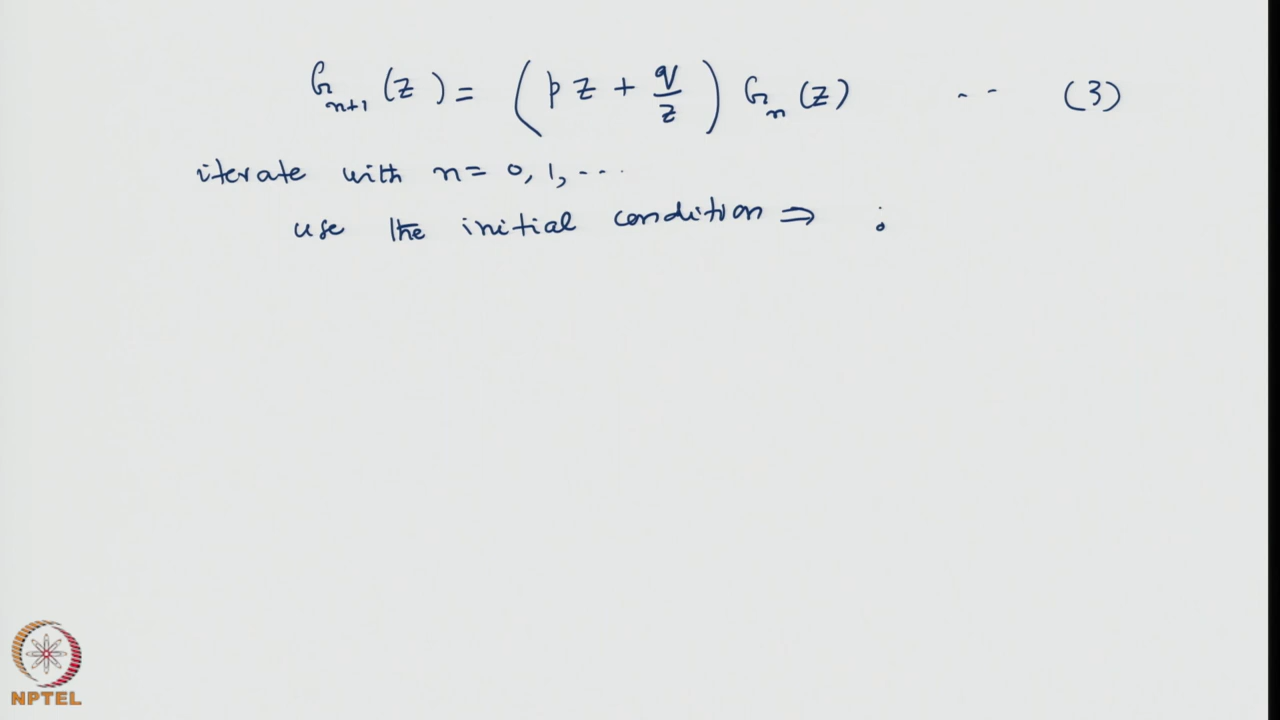 G_{n+1}(z) = (pz + q/z) G_n(z) -- (3)
iterate with n = 0, 1, ...
use the initial condition ⇒
NPTEL